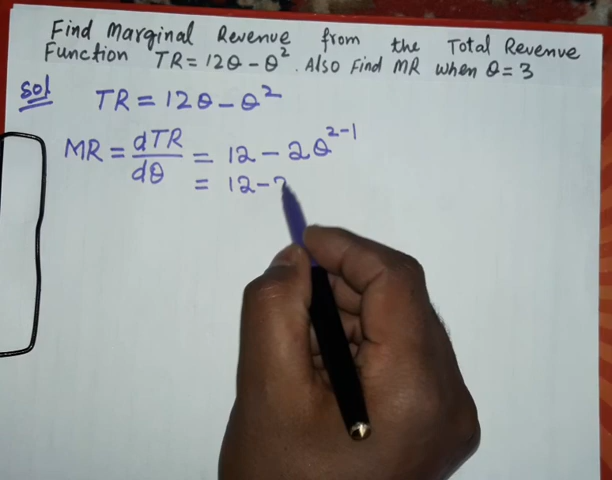 Find Marginal Revenue from the Total Revenue
Function TR = 12Q - Q². Also Find MR when Q = 3
Sol TR = 12Q - Q²
MR = dTR/dQ = 12 - 2Q²⁻¹
= 12 - 2